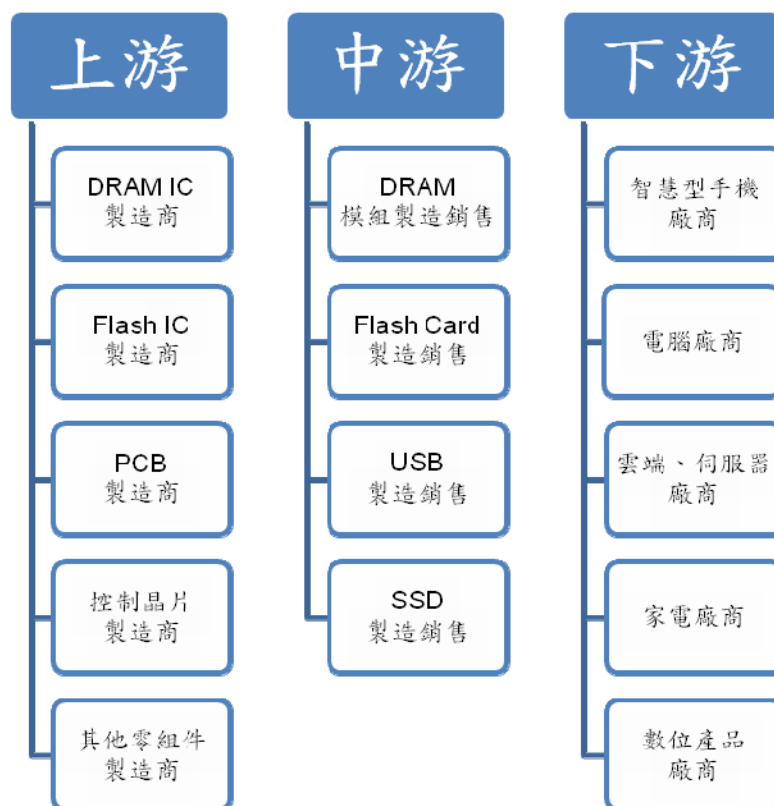 上游
DRAM IC
製造商
Flash IC
製造商
PCB
製造商
控制晶片
製造商
其他零組件
製造商
中游
DRAM
模組製造銷售
Flash Card
製造銷售
USB
製造銷售
SSD
製造銷售
下游
智慧型手機
廠商
電腦廠商
雲端、伺服器
廠商
家電廠商
數位產品
廠商